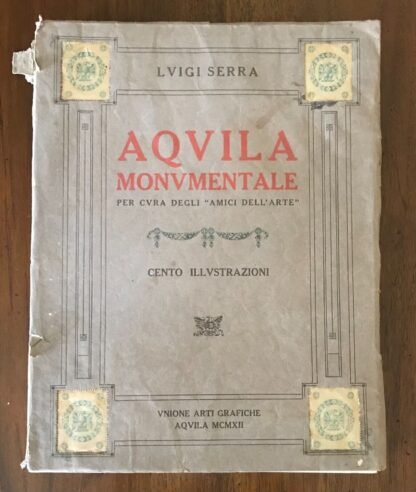 LVIGI SERRA
AQVILA
MONVMENTALE
PER CVRA DEGLI "AMICI DELL'ARTE"
CENTO ILLVSTRAZIONI
VNIONE ARTI GRAFICHE
AQVILA MCMXII